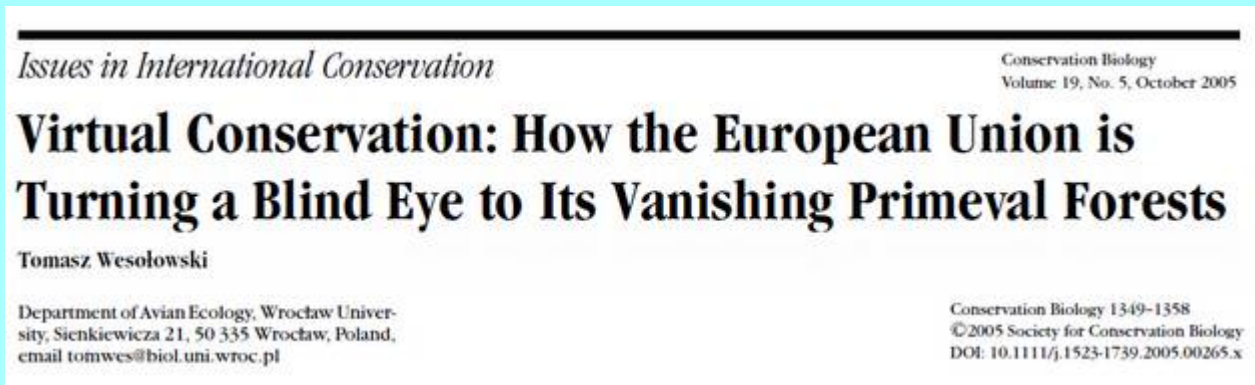 Issues in International Conservation
Conservation Biology
Volume 19, No. 5, October 2005
Virtual Conservation: How the European Union is
Turning a Blind Eye to Its Vanishing Primeval Forests
Tomasz Wesołowski
Department of Avian Ecology, Wrocław Univer-
sity, Sienkiewicza 21, 50 335 Wrocław, Poland,
email tomwes@biol.uni.wroc.pl
Conservation Biology 1349–1358
©2005 Society for Conservation Biology
DOI: 10.1111/j.1523-1739.2005.00265.x